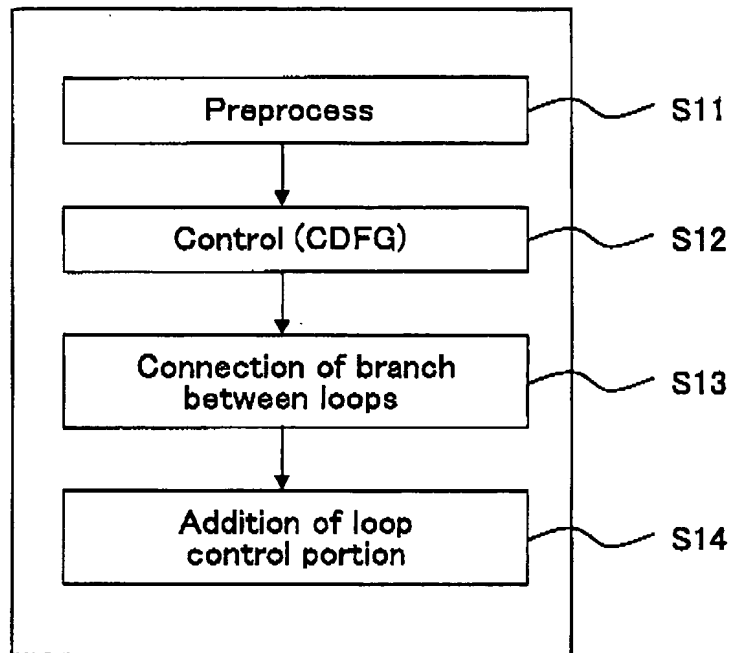 Preprocess
S11
Control (CDFG)
S12
Connection of branch
between loops
S13
Addition of loop
control portion
S14